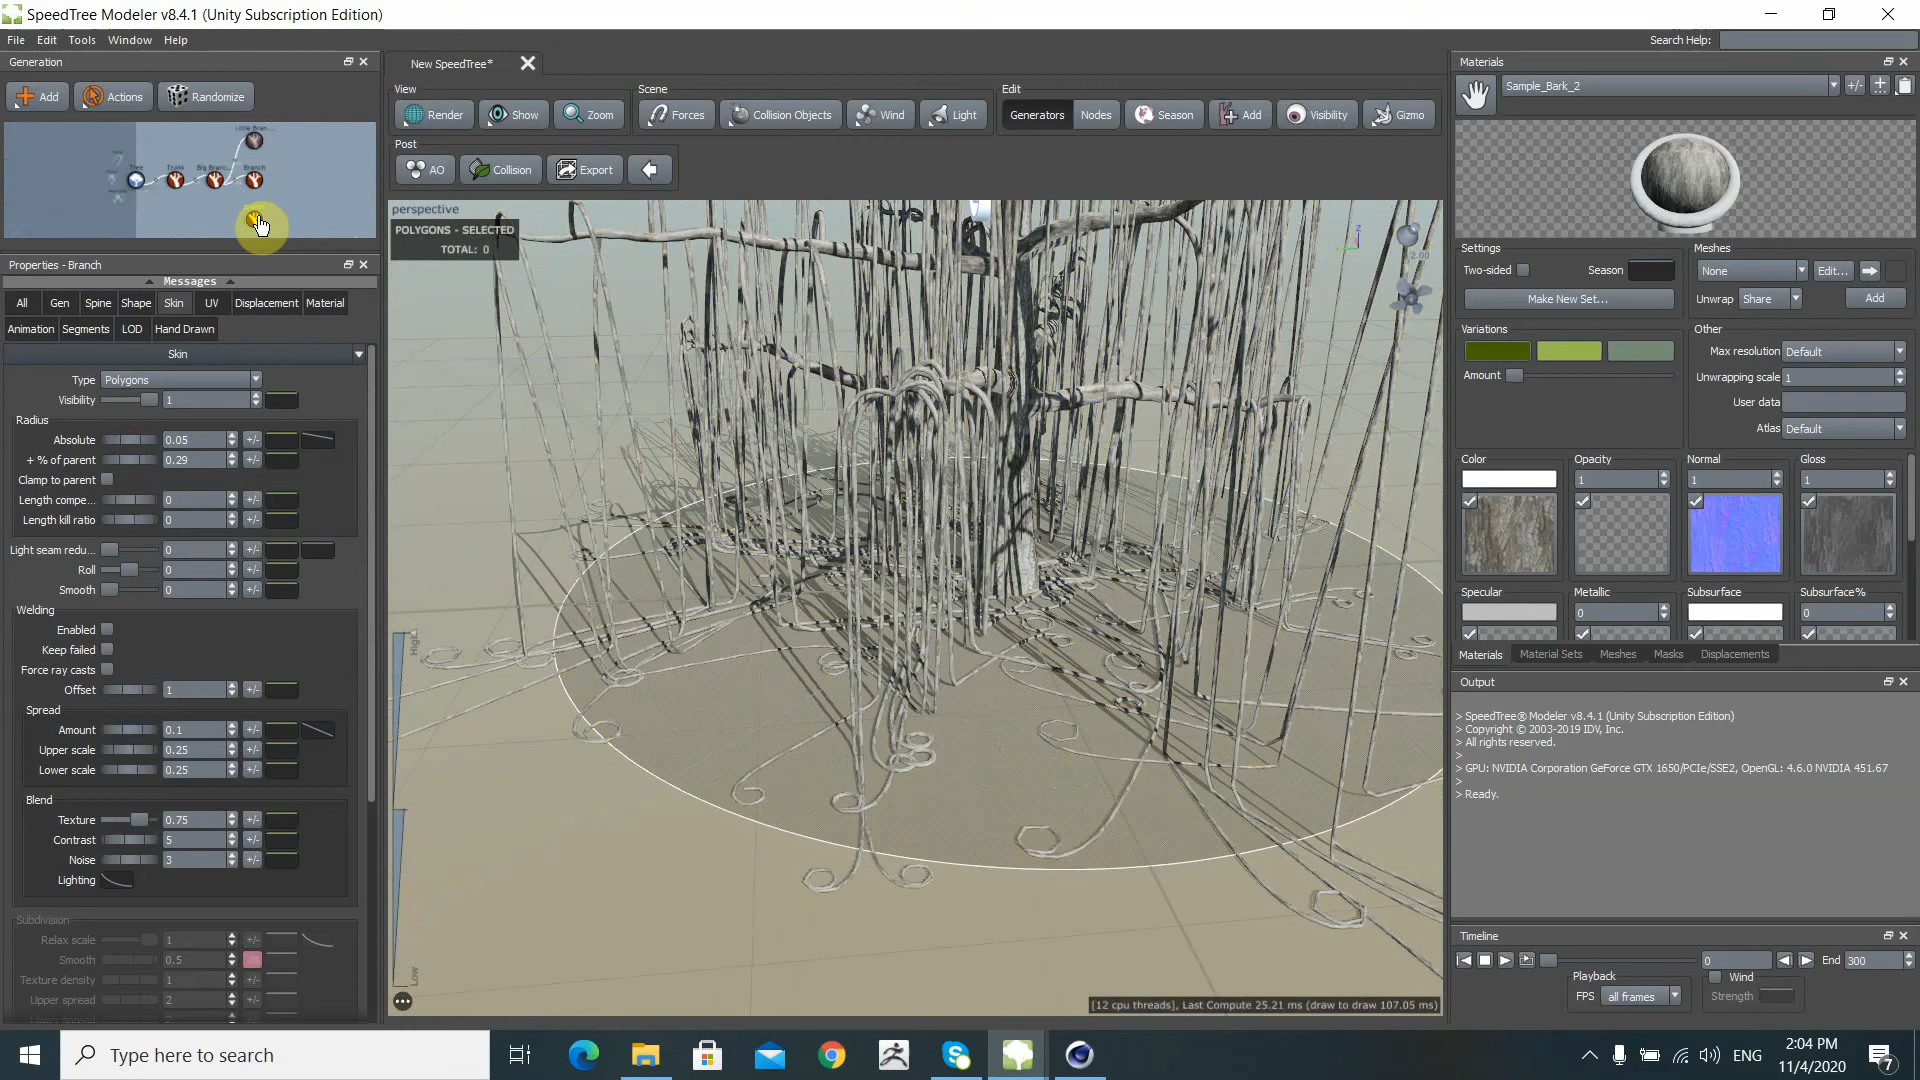 SpeedTree Modeler v8.4.1 (Unity Subscription Edition)
File Edit Tools Window Help
Search Help:
Generation
Add Actions Randomize
Little Bran...
Tree Trunk Big Branc... Branch
Properties - Branch
Messages
All Gen Spine Shape Skin UV Displacement Material
Animation Segments LOD Hand Drawn
Skin
Type Polygons
Visibility 1
Radius
Absolute 0.05 +/-
+ % of parent 0.29 +/-
Clamp to parent
Length compe... 0 +/-
Length kill ratio 0 +/-
Light seam redu... 0 +/-
Roll 0 +/-
Smooth 0 +/-
Welding
Enabled
Keep failed
Force ray casts
Offset 1 +/-
Spread
Amount 0.1 +/-
Upper scale 0.25 +/-
Lower scale 0.25 +/-
Blend
Texture 0.75 +/-
Contrast 5 +/-
Noise 3 +/-
Lighting
Subdivision
Relax scale 1 +/-
Smooth 0.5
Texture density 1 +/-
Upper spread 2 +/-
New SpeedTree*
View
Render Show Zoom
Scene
Forces Collision Objects Wind Light
Edit
Generators Nodes Season Add Visibility Gizmo
Post
AO Collision Export
perspective
POLYGONS - SELECTED
TOTAL: 0
Z
2.00
High
Low
[12 cpu threads], Last Compute 25.21 ms (draw to draw 107.05 ms)
Materials
Sample_Bark_2 +/-
Settings
Two-sided Season
Make New Set...
Meshes
None Edit...
Unwrap Share Add
Variations
Amount
Other
Max resolution Default
Unwrapping scale 1
User data
Atlas Default
Color Opacity Normal Gloss
1 1 1
Specular Metallic Subsurface Subsurface%
0 0
Materials Material Sets Meshes Masks Displacements
Output
> SpeedTree® Modeler v8.4.1 (Unity Subscription Edition)
> Copyright © 2003-2019 IDV, Inc.
> All rights reserved.
>
> GPU: NVIDIA Corporation GeForce GTX 1650/PCIe/SSE2, OpenGL: 4.6.0 NVIDIA 451.67
>
> Ready.
Timeline
0 End 300
Playback
FPS all frames
Wind
Strength
Type here to search
ENG
2:04 PM
11/4/2020
7